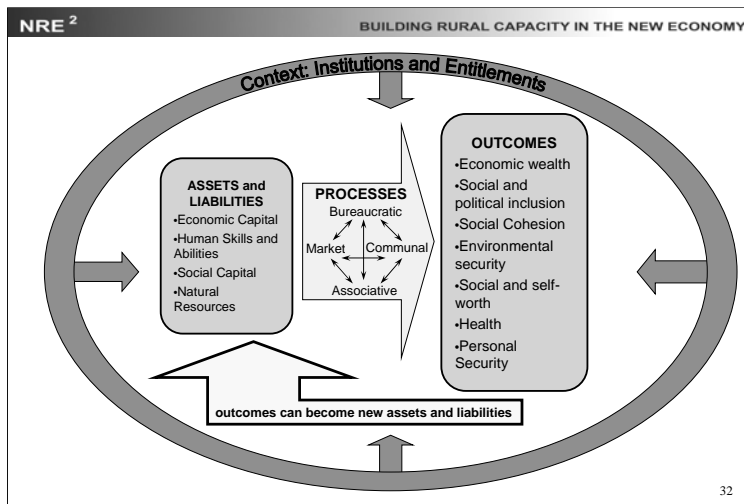 NRE ²
BUILDING RURAL CAPACITY IN THE NEW ECONOMY
Context: Institutions and Entitlements
ASSETS and
LIABILITIES
•Economic Capital
•Human Skills and
Abilities
•Social Capital
•Natural
Resources
PROCESSES
Bureaucratic
Market
Communal
Associative
OUTCOMES
•Economic wealth
•Social and
political inclusion
•Social Cohesion
•Environmental
security
•Social and self-
worth
•Health
•Personal
Security
outcomes can become new assets and liabilities
32